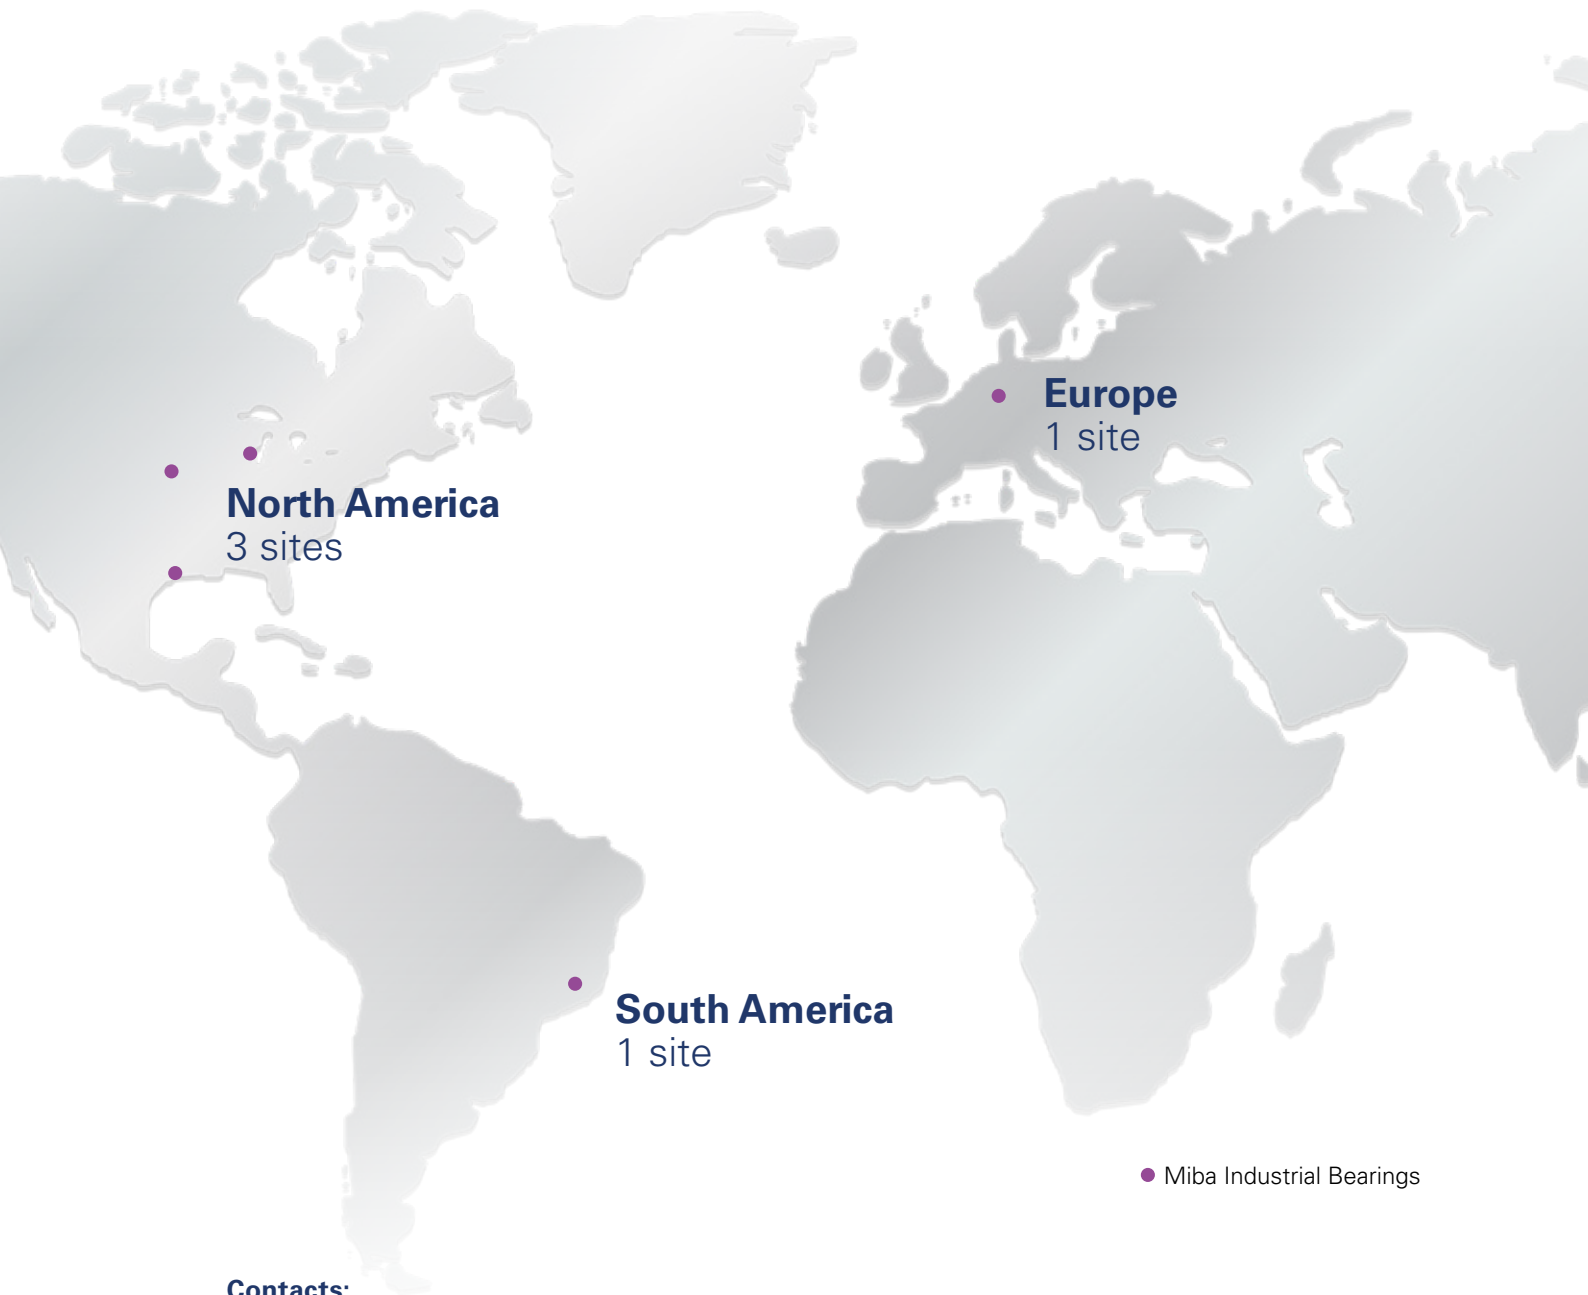 Europe
1 site
North America
3 sites
South America
1 site
Miba Industrial Bearings
Contacts: